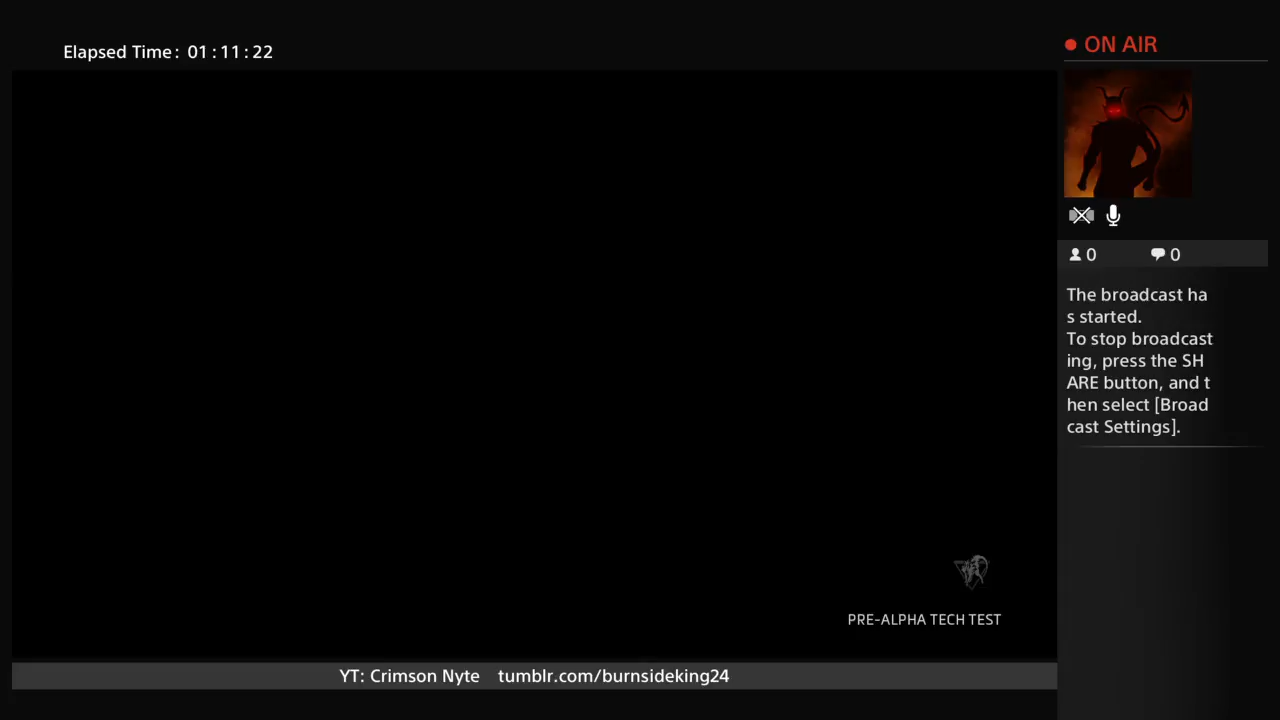 Elapsed Time: 01:11:22
ON AIR
0 0
The broadcast ha
s started.
To stop broadcast
ing, press the SH
ARE button, and t
hen select [Broad
cast Settings].
PRE-ALPHA TECH TEST
YT: Crimson Nyte tumblr.com/burnsideking24